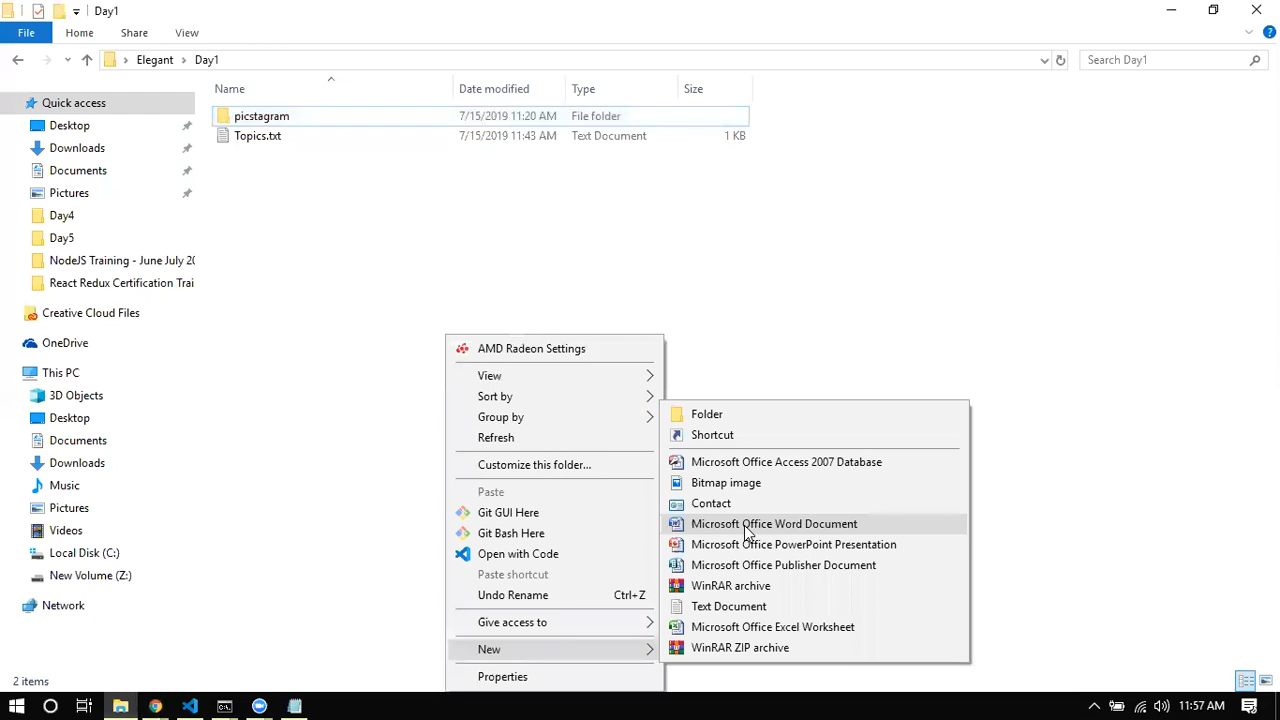 Day1
File
Home
Share
View
Elegant
Day1
Search Day1
Name
Date modified
Type
Size
Quick access
picstagram
7/15/2019 11:20 AM
File folder
Desktop
Topics.txt
7/15/2019 11:43 AM
Text Document
1 KB
Downloads
Documents
Pictures
Day4
Day5
NodeJS Training - June July 20
React Redux Certification Trai
Creative Cloud Files
OneDrive
This PC
3D Objects
Desktop
Documents
Downloads
Music
Pictures
Videos
Local Disk (C:)
New Volume (Z:)
Network
AMD Radeon Settings
View
Sort by
Group by
Refresh
Customize this folder...
Paste
Git GUI Here
Git Bash Here
Open with Code
Paste shortcut
Undo Rename Ctrl+Z
Give access to
New
Properties
Folder
Shortcut
Microsoft Office Access 2007 Database
Bitmap image
Contact
Microsoft Office Word Document
Microsoft Office PowerPoint Presentation
Microsoft Office Publisher Document
WinRAR archive
Text Document
Microsoft Office Excel Worksheet
WinRAR ZIP archive
2 items
11:57 AM